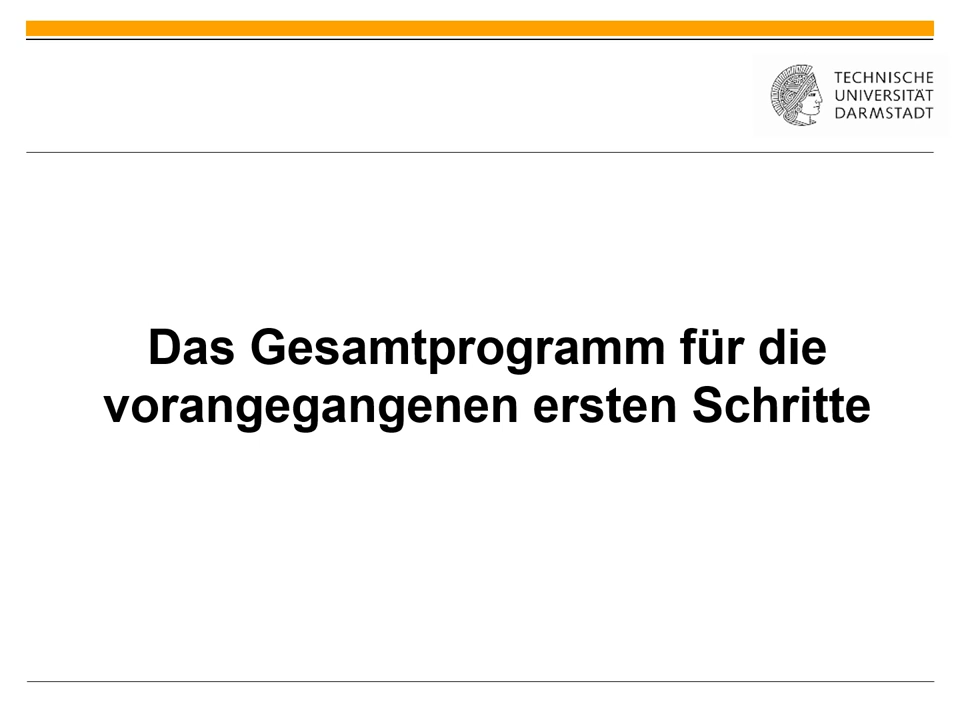 TECHNISCHE
UNIVERSITÄT
DARMSTADT
Das Gesamtprogramm für die
vorangegangenen ersten Schritte